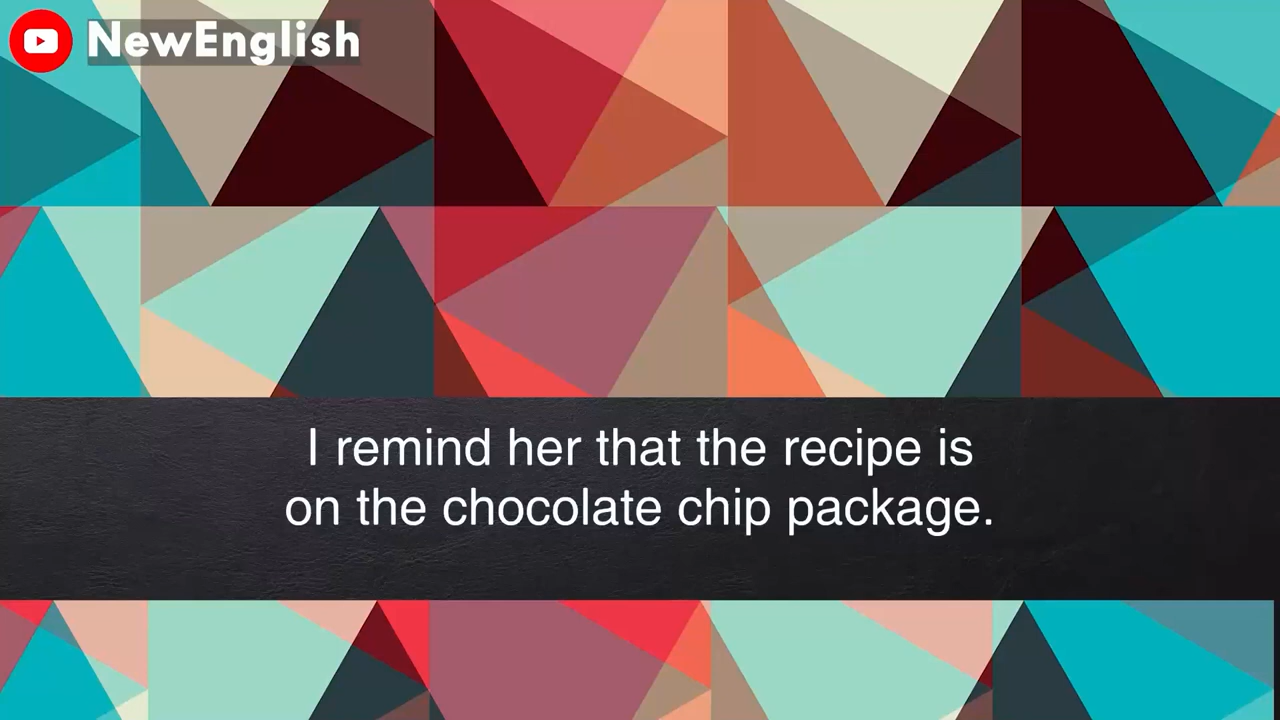 NewEnglish
I remind her that the recipe is
on the chocolate chip package.